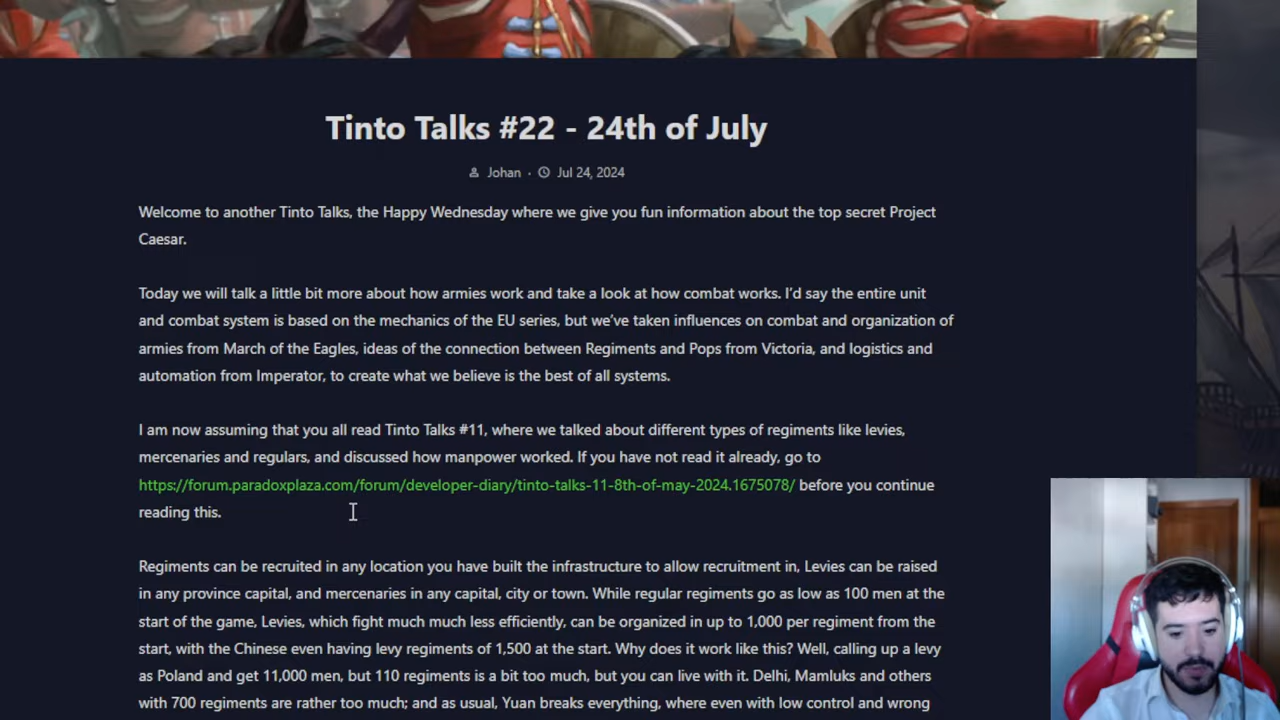 Tinto Talks #22 - 24th of July
Johan · Jul 24, 2024
Welcome to another Tinto Talks, the Happy Wednesday where we give you fun information about the top secret Project
Caesar.
Today we will talk a little bit more about how armies work and take a look at how combat works. I’d say the entire unit
and combat system is based on the mechanics of the EU series, but we’ve taken influences on combat and organization of
armies from March of the Eagles, ideas of the connection between Regiments and Pops from Victoria, and logistics and
automation from Imperator, to create what we believe is the best of all systems.
I am now assuming that you all read Tinto Talks #11, where we talked about different types of regiments like levies,
mercenaries and regulars, and discussed how manpower worked. If you have not read it already, go to
https://forum.paradoxplaza.com/forum/developer-diary/tinto-talks-11-8th-of-may-2024.1675078/ before you continue
reading this.
Regiments can be recruited in any location you have built the infrastructure to allow recruitment in, Levies can be raised
in any province capital, and mercenaries in any capital, city or town. While regular regiments go as low as 100 men at the
start of the game, Levies, which fight much much less efficiently, can be organized in up to 1,000 per regiment from the
start, with the Chinese even having levy regiments of 1,500 at the start. Why does it work like this? Well, calling up a levy
as Poland and get 11,000 men, but 110 regiments is a bit too much, but you can live with it. Delhi, Mamluks and others
with 700 regiments are rather too much; and as usual, Yuan breaks everything, where even with low control and wrong